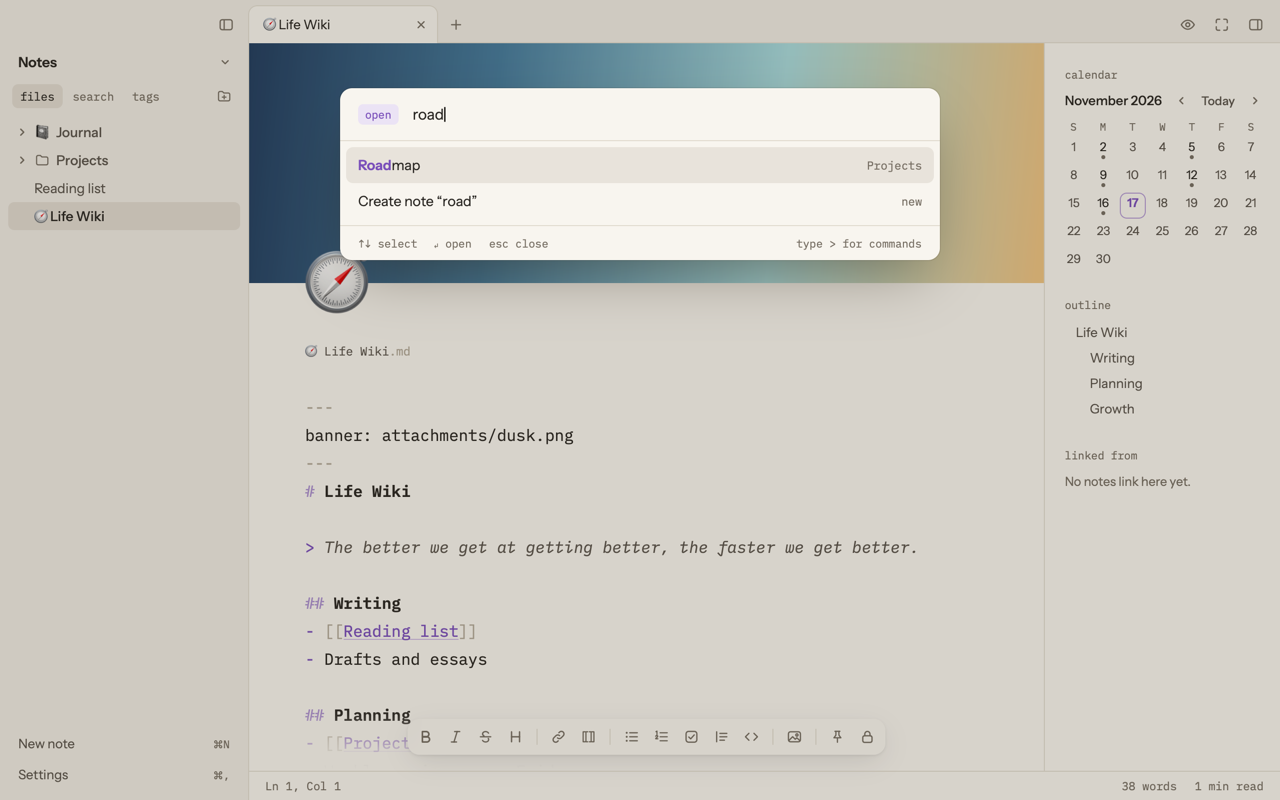 Life Wiki
Notes
files search tags
Journal
Projects
Reading list
Life Wiki
New note ⌘N
Settings ⌘,
open road
Roadmap Projects
Create note “road” new
↑↓ select ⏎ open esc close type > for commands
Life Wiki.md
---
banner: attachments/dusk.png
---
# Life Wiki
> The better we get at getting better, the faster we get better.
## Writing
- [[Reading list]]
- Drafts and essays
## Planning
- [[Project
B I S H
Ln 1, Col 1
38 words 1 min read
calendar
November 2026 Today
S M T W T F S
1 2 3 4 5 6 7
8 9 10 11 12 13 14
15 16 17 18 19 20 21
22 23 24 25 26 27 28
29 30
outline
Life Wiki
Writing
Planning
Growth
linked from
No notes link here yet.